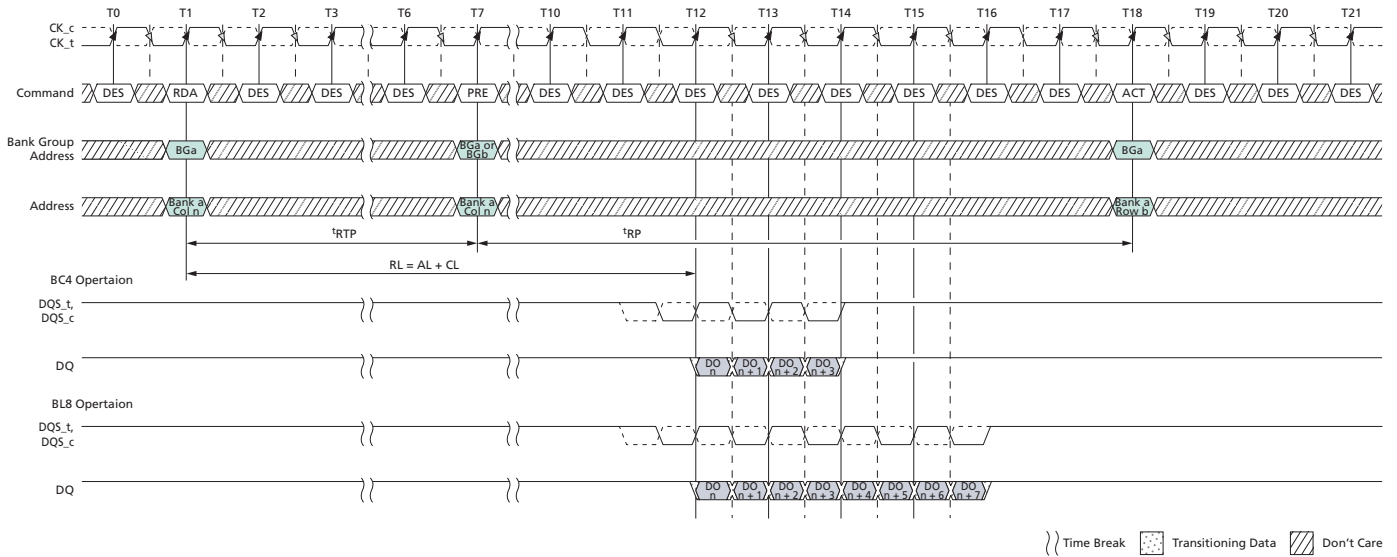 T0 T1 T2 T3 T6 T7 T10 T11 T12 T13 T14 T15 T16 T17 T18 T19 T20 T21
CK_c
CK_t
Command DES RDA DES DES DES PRE DES DES DES DES DES DES DES DES ACT DES DES DES
Bank Group
Address
BGa
BGa or
BGb
BGa
Address
Bank a
Col n
Bank a
Col n
Bank a
Row b
tRTP
tRP
RL = AL + CL
BC4 Opertaion
DQS_t,
DQS_c
DQ
DO
n
DO
n + 1
DO
n + 2
DO
n + 3
BL8 Opertaion
DQS_t,
DQS_c
DQ
DO
n
DO
n + 1
DO
n + 2
DO
n + 3
DO
n + 4
DO
n + 5
DO
n + 6
DO
n + 7
Time Break Transitioning Data Don't Care